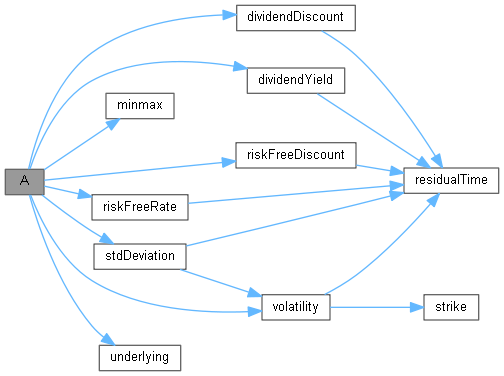 dividendDiscount
dividendYield
minmax
riskFreeDiscount
A
residualTime
riskFreeRate
stdDeviation
volatility
strike
underlying